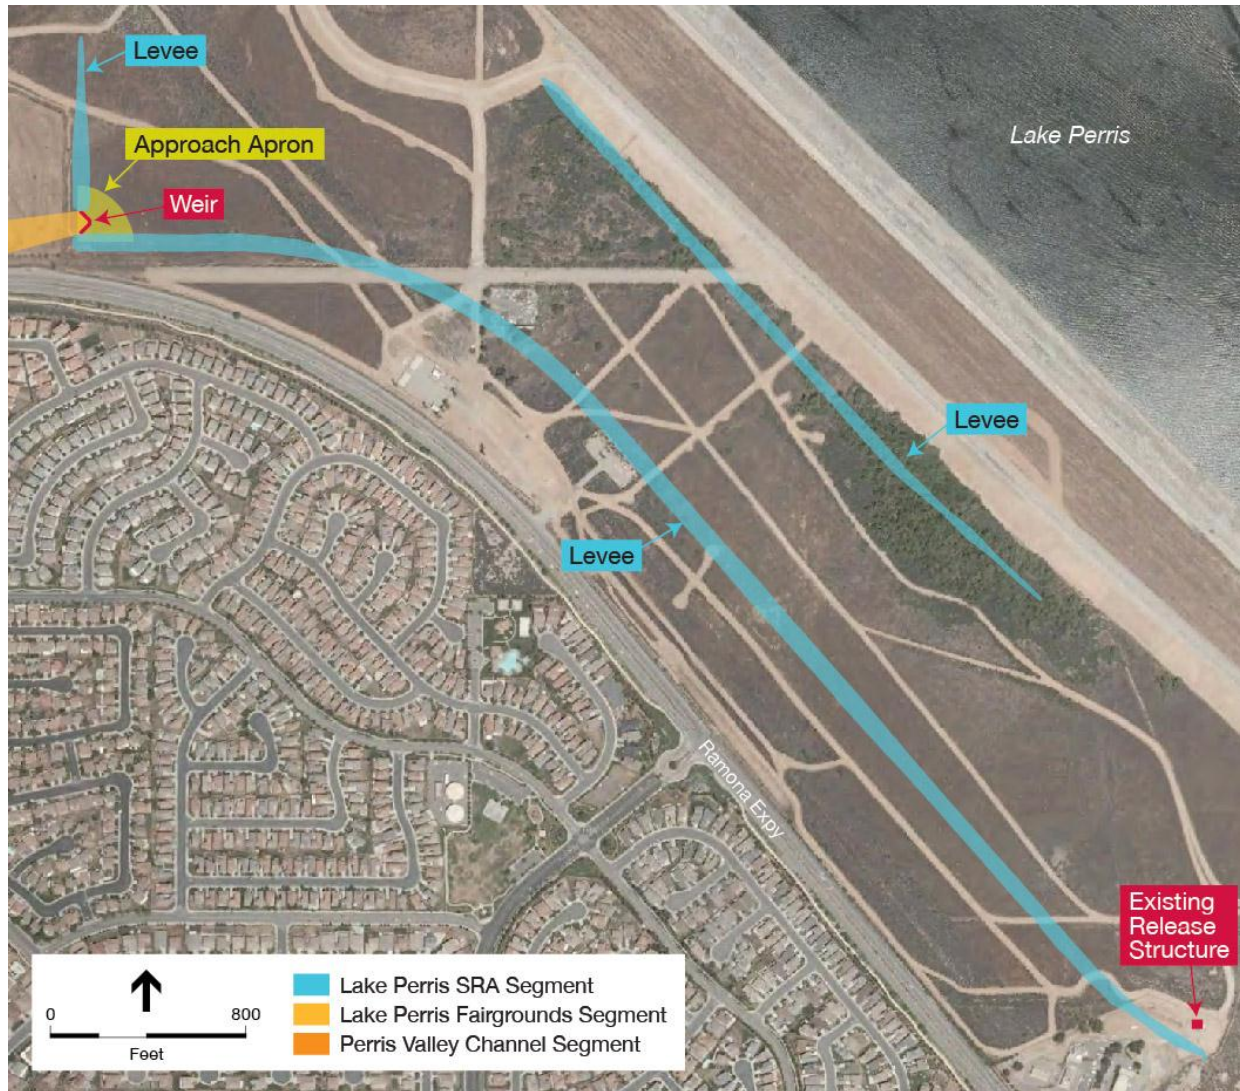 Levee
Approach Apron
Weir
Lake Perris
Levee
Levee
Ramona Expy
Existing
Release
Structure
0 800
Feet
Lake Perris SRA Segment
Lake Perris Fairgrounds Segment
Perris Valley Channel Segment